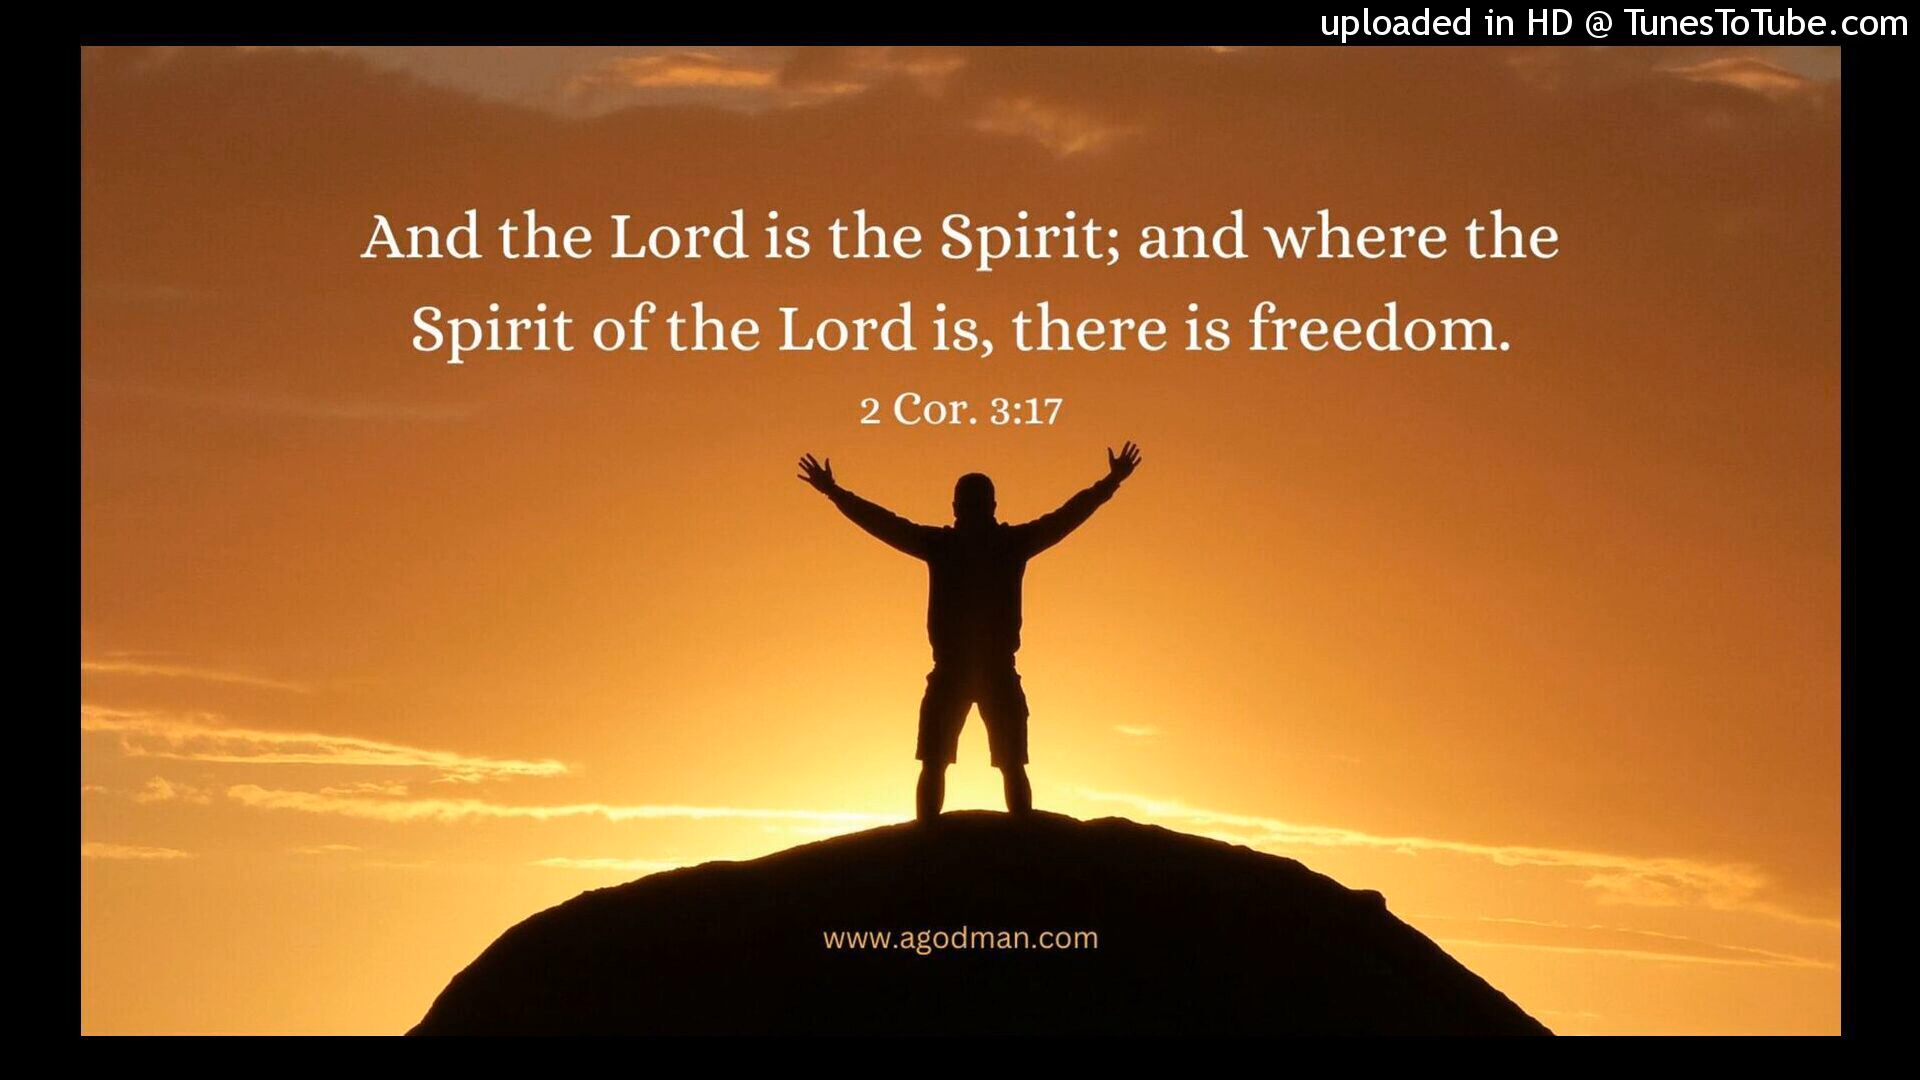 uploaded in HD @ TunesToTube.com
And the Lord is the Spirit; and where the
Spirit of the Lord is, there is freedom.
2 Cor. 3:17
www.agodman.com